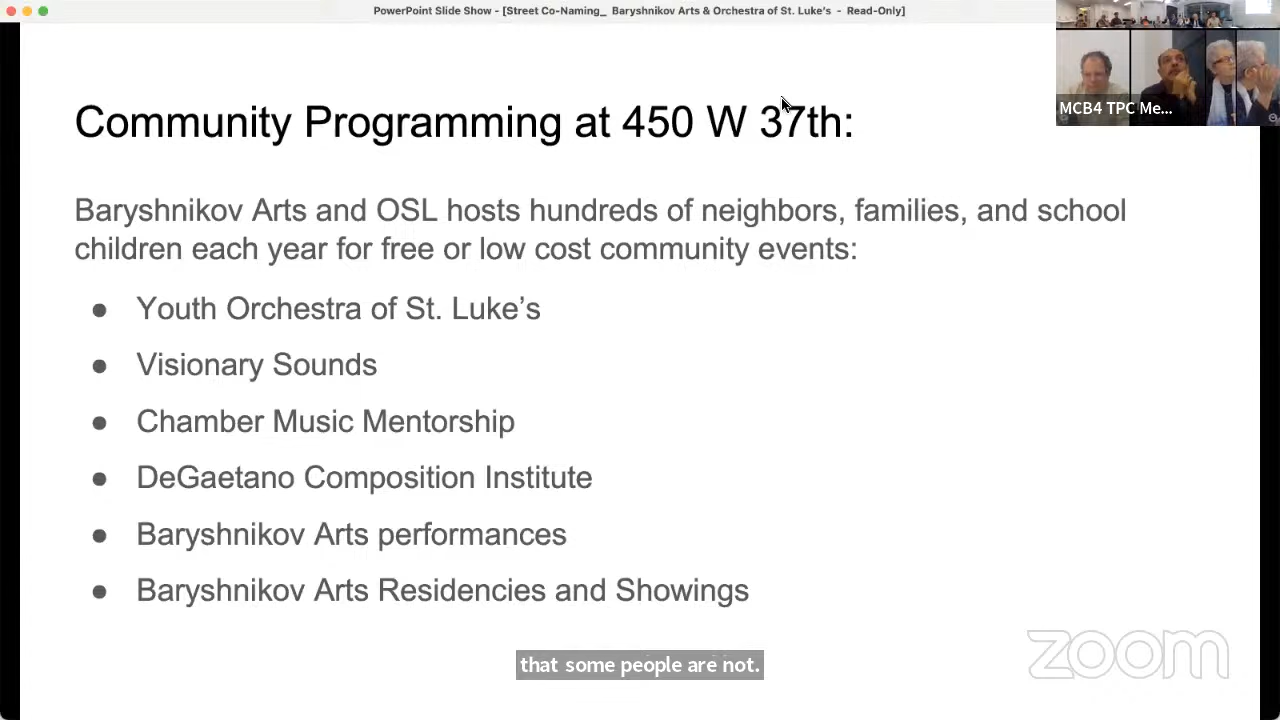 PowerPoint Slide Show - [Street Co-Naming_ Baryshnikov Arts & Orchestra of St. Luke's - Read-Only]
MCB4 TPC Me...
Community Programming at 450 W 37th:
Baryshnikov Arts and OSL hosts hundreds of neighbors, families, and school
children each year for free or low cost community events:
● Youth Orchestra of St. Luke’s
● Visionary Sounds
● Chamber Music Mentorship
● DeGaetano Composition Institute
● Baryshnikov Arts performances
● Baryshnikov Arts Residencies and Showings
that some people are not.
zoom